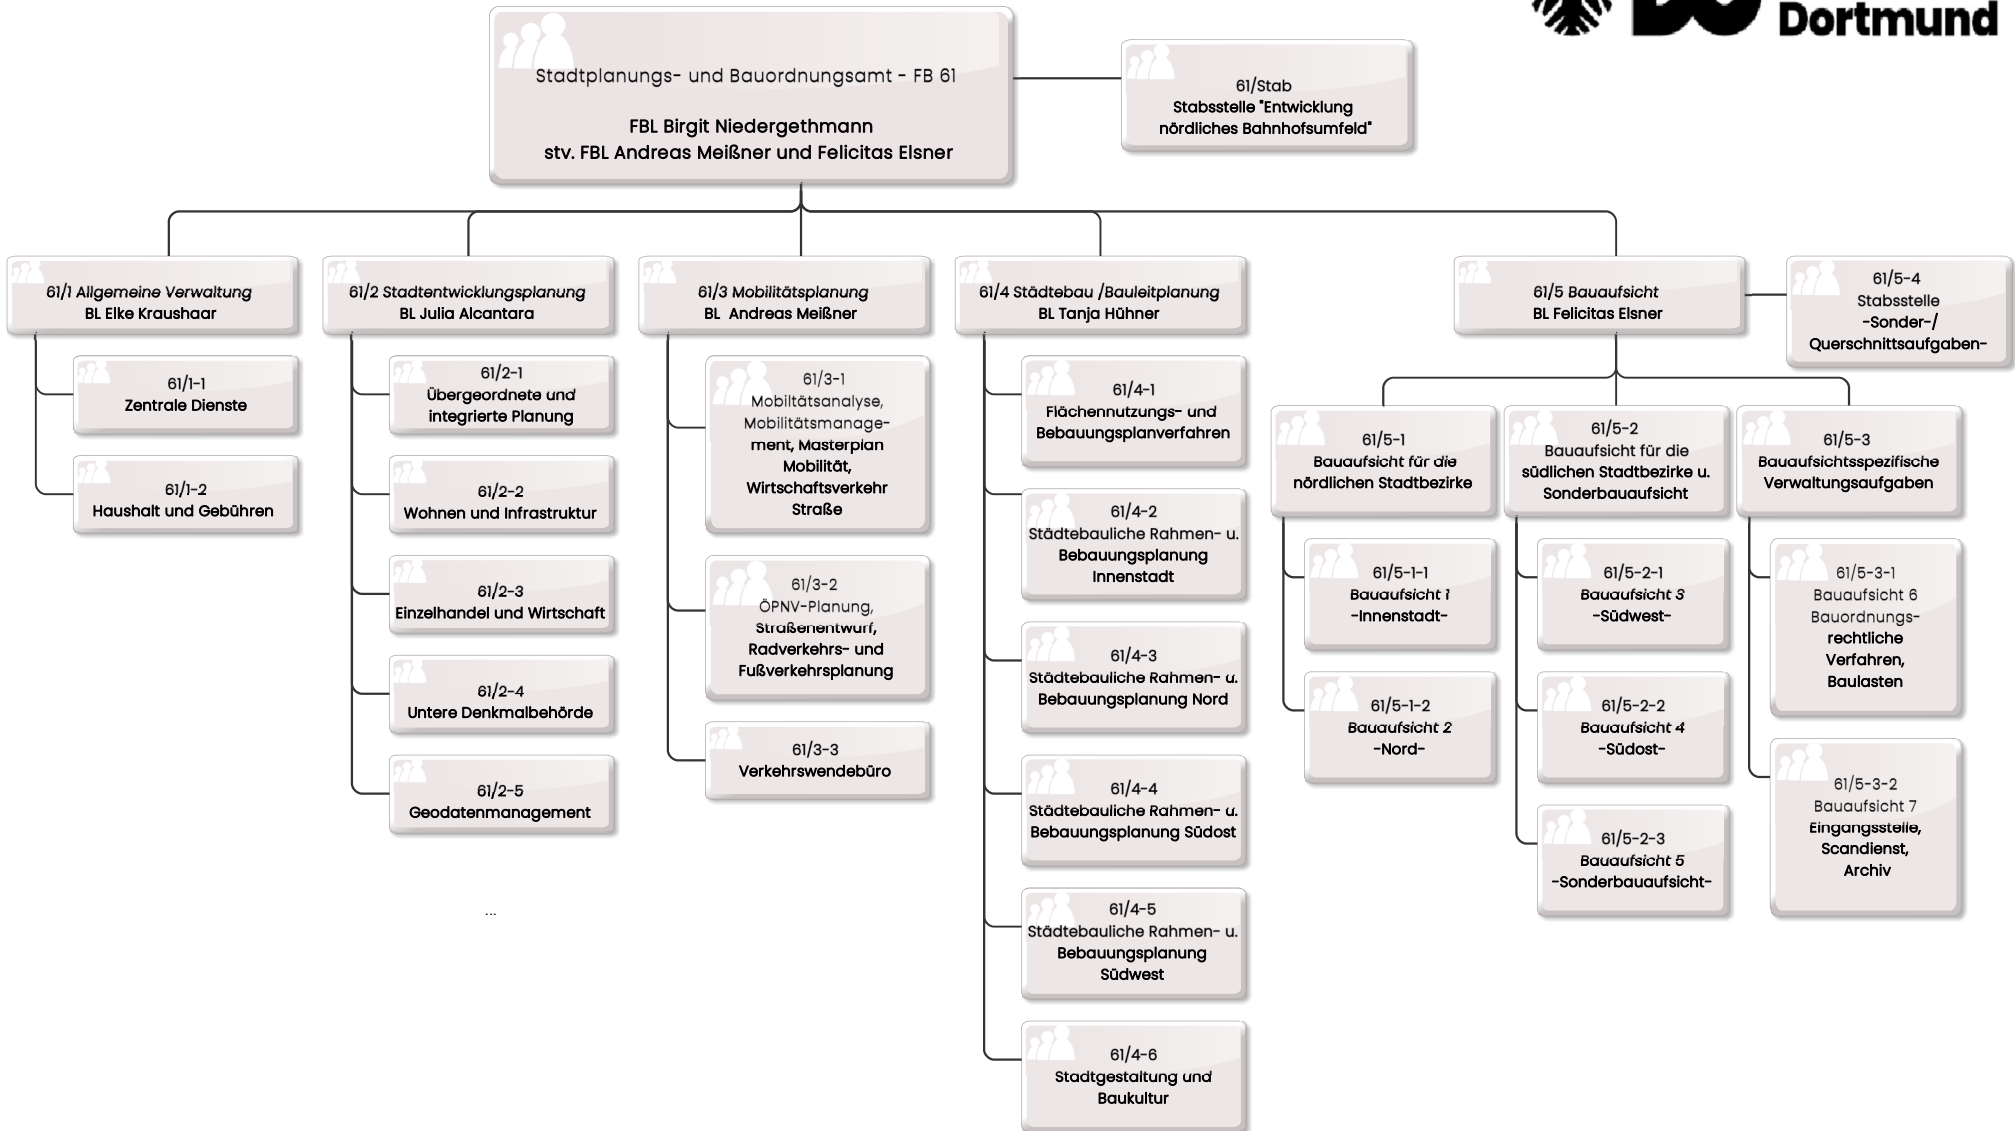 Dortmund
Stadtplanungs- und Bauordnungsamt - FB 61
FBL Birgit Niedergethmann
stv. FBL Andreas Meißner und Felicitas Elsner
61/Stab
Stabsstelle "Entwicklung
nördliches Bahnhofsumfeld"
61/1 Allgemeine Verwaltung
BL Elke Kraushaar
61/1-1
Zentrale Dienste
61/1-2
Haushalt und Gebühren
61/2 Stadtentwicklungsplanung
BL Julia Alcantara
61/2-1
Übergeordnete und
integrierte Planung
61/2-2
Wohnen und Infrastruktur
61/2-3
Einzelhandel und Wirtschaft
61/2-4
Untere Denkmalbehörde
61/2-5
Geodatenmanagement
...
61/3 Mobilitätsplanung
BL Andreas Meißner
61/3-1
Mobiltätsanalyse,
Mobilitätsmanage-
ment, Masterplan
Mobilität,
Wirtschaftsverkehr
Straße
61/3-2
ÖPNV-Planung,
Straßenentwurf,
Radverkehrs- und
Fußverkehrsplanung
61/3-3
Verkehrswendebüro
61/4 Städtebau /Bauleitplanung
BL Tanja Hühner
61/4-1
Flächennutzungs- und
Bebauungsplanverfahren
61/4-2
Städtebauliche Rahmen- u.
Bebauungsplanung
Innenstadt
61/4-3
Städtebauliche Rahmen- u.
Bebauungsplanung Nord
61/4-4
Städtebauliche Rahmen- u.
Bebauungsplanung Südost
61/4-5
Städtebauliche Rahmen- u.
Bebauungsplanung
Südwest
61/4-6
Stadtgestaltung und
Baukultur
61/5 Bauaufsicht
BL Felicitas Elsner
61/5-4
Stabsstelle
-Sonder-/
Querschnittsaufgaben-
61/5-1
Bauaufsicht für die
nördlichen Stadtbezirke
61/5-1-1
Bauaufsicht 1
-Innenstadt-
61/5-1-2
Bauaufsicht 2
-Nord-
61/5-2
Bauaufsicht für die
südlichen Stadtbezirke u.
Sonderbauaufsicht
61/5-2-1
Bauaufsicht 3
-Südwest-
61/5-2-2
Bauaufsicht 4
-Südost-
61/5-2-3
Bauaufsicht 5
-Sonderbauaufsicht-
61/5-3
Bauaufsichtsspezifische
Verwaltungsaufgaben
61/5-3-1
Bauaufsicht 6
Bauordnungs-
rechtliche
Verfahren,
Baulasten
61/5-3-2
Bauaufsicht 7
Eingangsstelle,
Scandienst,
Archiv